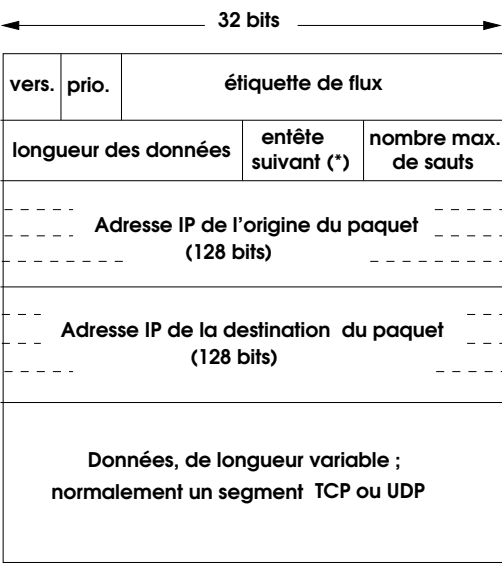 32 bits
vers. prio. étiquette de flux
longueur des données entête suivant (*) nombre max. de sauts
Adresse IP de l'origine du paquet
(128 bits)
Adresse IP de la destination du paquet
(128 bits)
Données, de longueur variable ;
normalement un segment TCP ou UDP